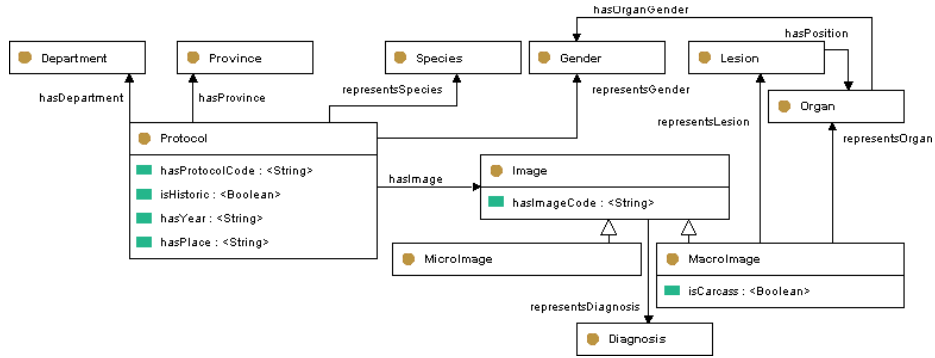 hasOrganGender
hasPosition
Department
Province
Species
Gender
Lesion
hasDepartment
hasProvince
representsSpecies
representsGender
Organ
representsLesion
representsOrgan
Protocol
hasProtocolCode : <String>
isHistoric : <Boolean>
hasYear : <String>
hasPlace : <String>
hasImage
Image
hasImageCode : <String>
MicroImage
MacroImage
isCarcass : <Boolean>
representsDiagnosis
Diagnosis